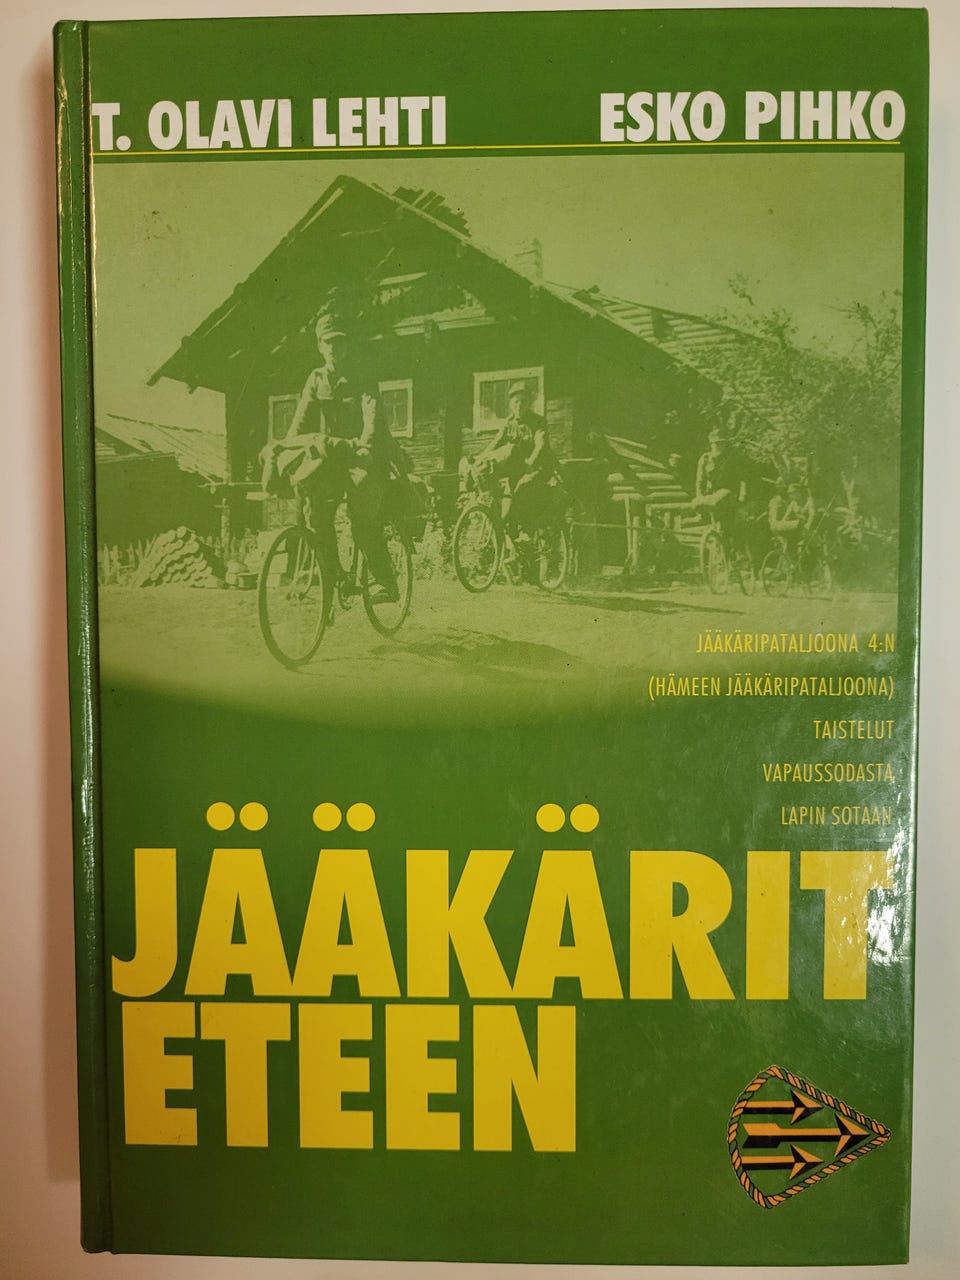 T. OLAVI LEHTI
ESKO PIHKO
JÄÄKÄRIPATALJOONA 4:N
(HÄMEEN JÄÄKÄRIPATALJOONA)
TAISTELUT
VAPAUSSODASTA
LAPIN SOTAAN
JÄÄKÄRIT
ETEEN